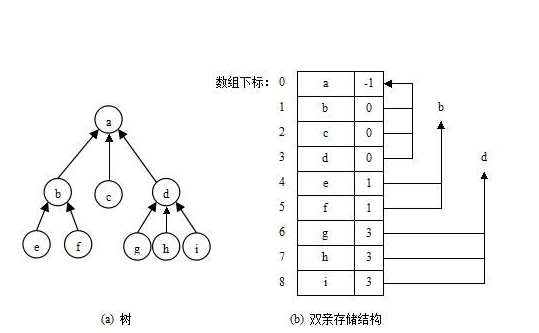 数组下标: 0 a -1
1 b 0 b
2 c 0
3 d 0 d
4 e 1
5 f 1
6 g 3
7 h 3
8 i 3
a
b c d
e f g h i
(a) 树 (b) 双亲存储结构